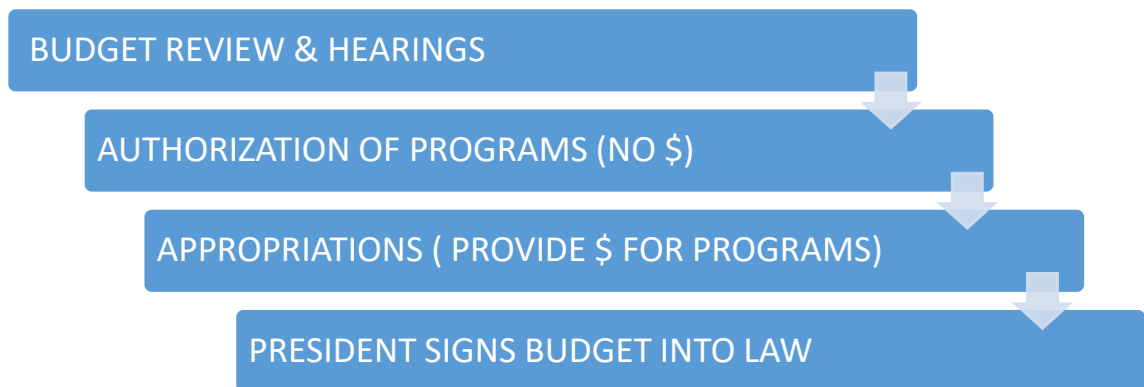 BUDGET REVIEW & HEARINGS
AUTHORIZATION OF PROGRAMS (NO $)
APPROPRIATIONS ( PROVIDE $ FOR PROGRAMS)
PRESIDENT SIGNS BUDGET INTO LAW